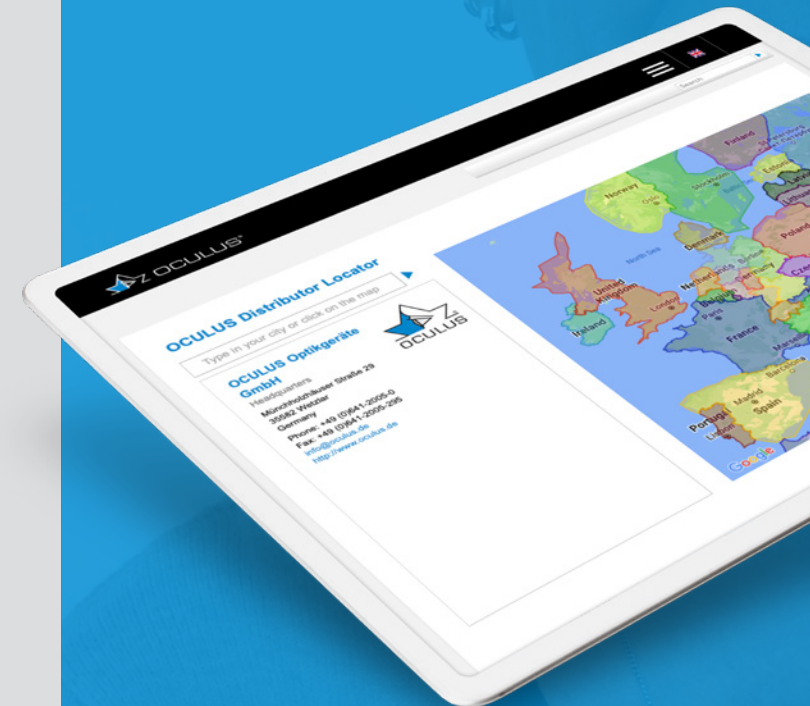 Search
OCULUS®
OCULUS Distributor Locator
Type in your city or click on the map
OCULUS
OCULUS Optikgeräte
GmbH
Headquarters
Münchholzhäuser Straße 29
35582 Wetzlar
Germany
Phone: +49 (0)641-2005-0
Fax: +49 (0)641-2005-295
info@oculus.de
http://www.oculus.de
Finland
Norway
Oslo
Stockholm
North Sea
Denmark
United
Kingdom
Ireland
London
Netherlands
Berlin
Germany
Poland
Belgium
Paris
France
Barcelona
Madrid
Spain
Google